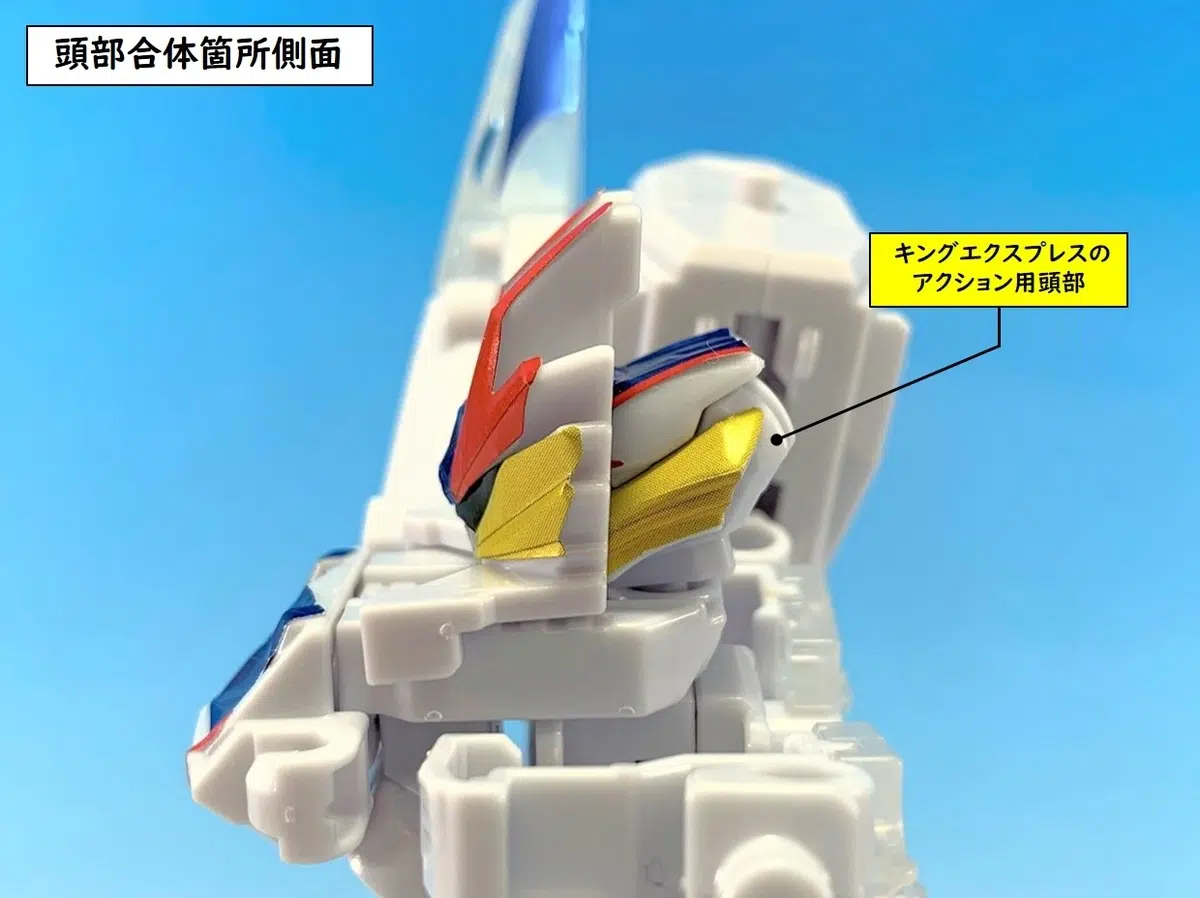 頭部合体箇所側面
キングエクスプレスの
アクション用頭部